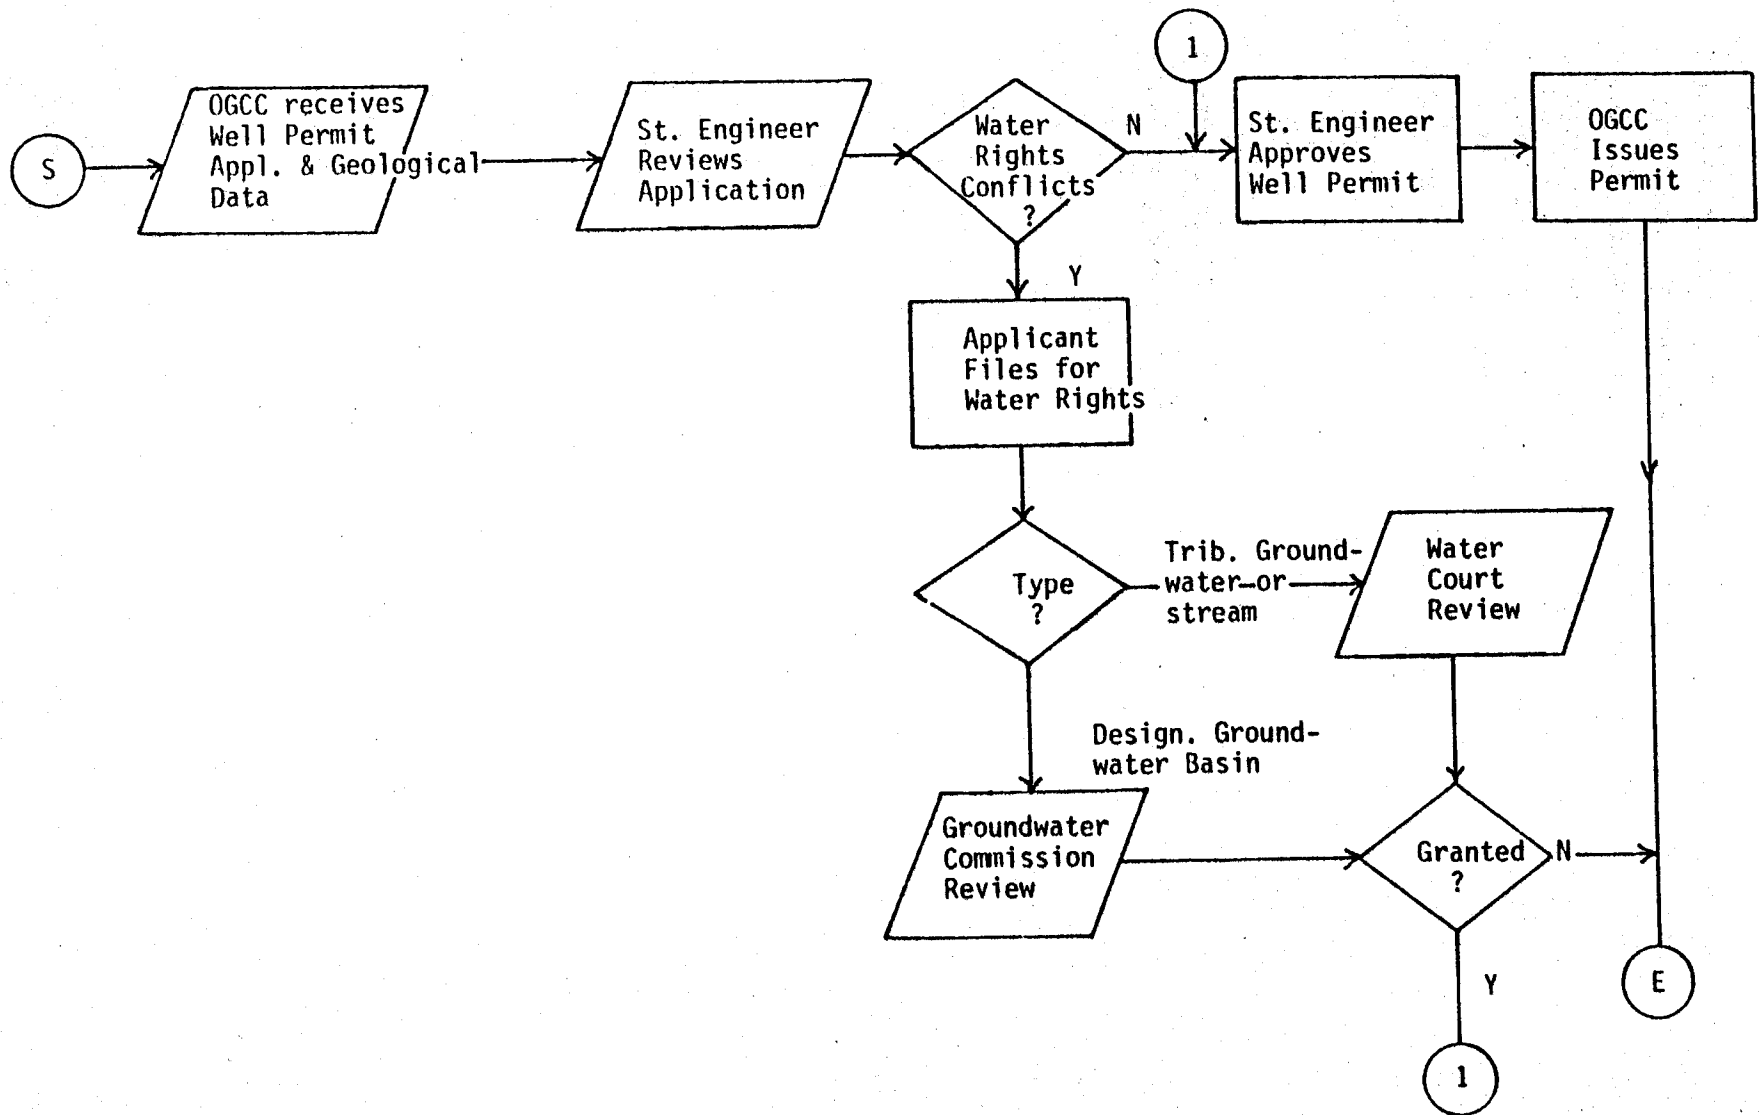 1
S
OGCC receives
Well Permit
Appl. & Geological
Data
St. Engineer
Reviews
Application
Water
Rights
Conflicts
?
N
St. Engineer
Approves
Well Permit
OGCC
Issues
Permit
Y
Applicant
Files for
Water Rights
Type
?
Trib. Ground-
water or
stream
Water
Court
Review
Design. Ground-
water Basin
Groundwater
Commission
Review
Granted
?
N
Y
E
1